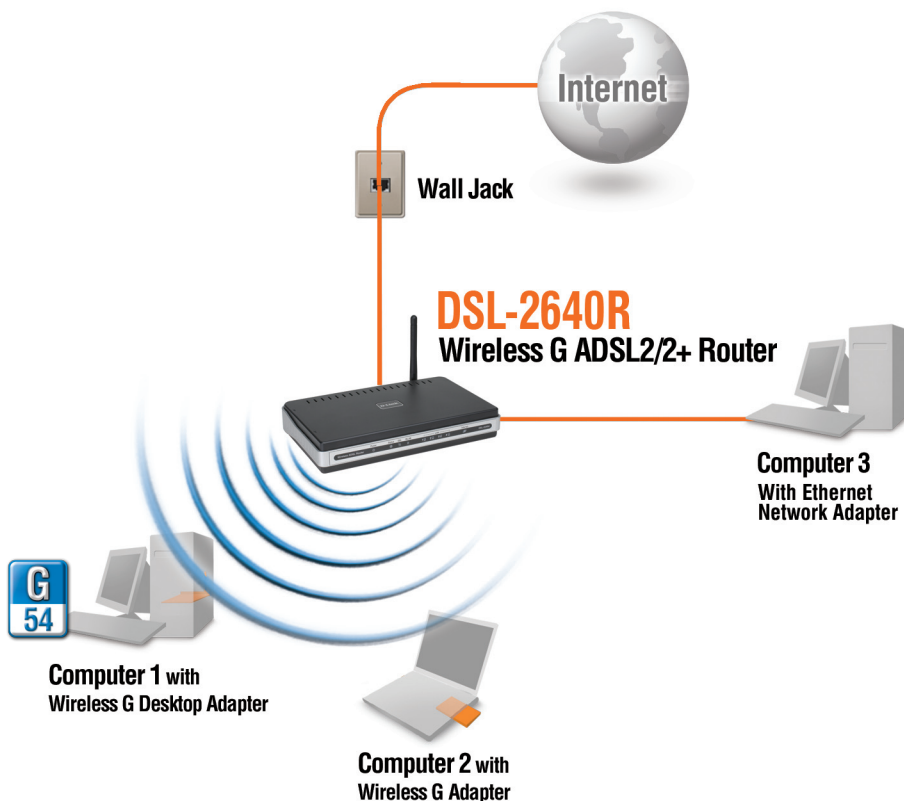 Internet
Wall Jack
DSL-2640R
Wireless G ADSL2/2+ Router
Computer 3
With Ethernet
Network Adapter
G
54
Computer 1 with
Wireless G Desktop Adapter
Computer 2 with
Wireless G Adapter